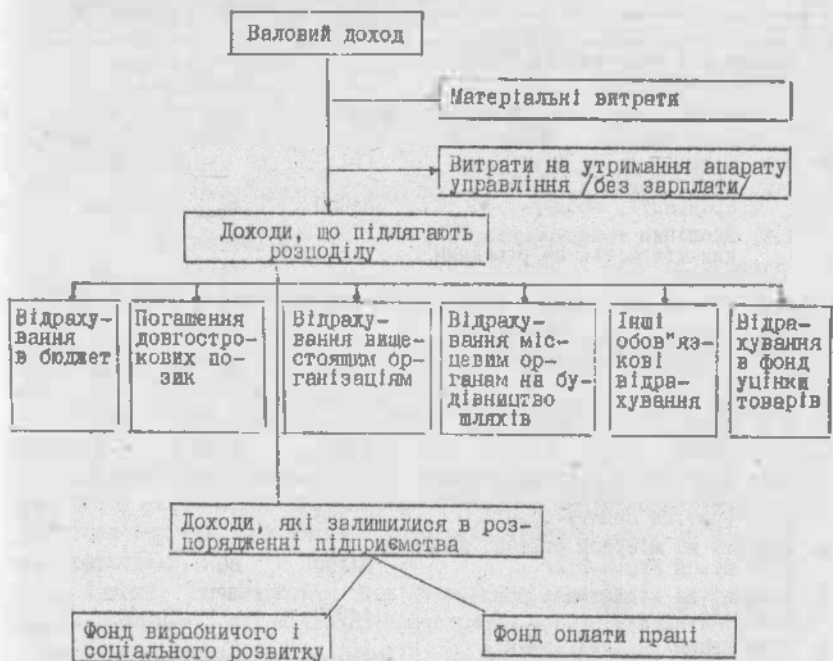 Валовий доход
Матеріальні витрати
Витрати на утримання апарату
управління /без зарплати/
Доходи, що підлягають
розподілу
Відраху-
вання
в бюджет
Погашення
довгостро-
кових по-
зик
Відраху-
вання вище-
стоящим ор-
ганізаціям
Відраху-
вання міс-
цевим ор-
ганам на бу-
дівництво
шляхів
Інші
обов"яз-
кові
відра-
хування
Відра-
хування
в фонд
уцінки
товарів
Доходи, які залишилися в роз-
порядженні підприємства
Фонд виробничого і
соціального розвитку
Фонд оплати праці